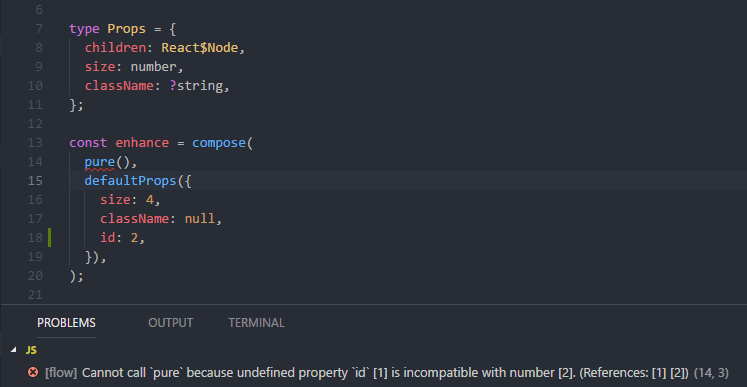 6
7 type Props = {
8 children: React$Node,
9 size: number,
10 className: ?string,
11 };
12
13 const enhance = compose(
14 pure(),
15 defaultProps({
16 size: 4,
17 className: null,
18 id: 2,
19 }),
20 );
21
PROBLEMS OUTPUT TERMINAL
JS
[flow] Cannot call `pure` because undefined property `id` [1] is incompatible with number [2]. (References: [1] [2]) (14, 3)